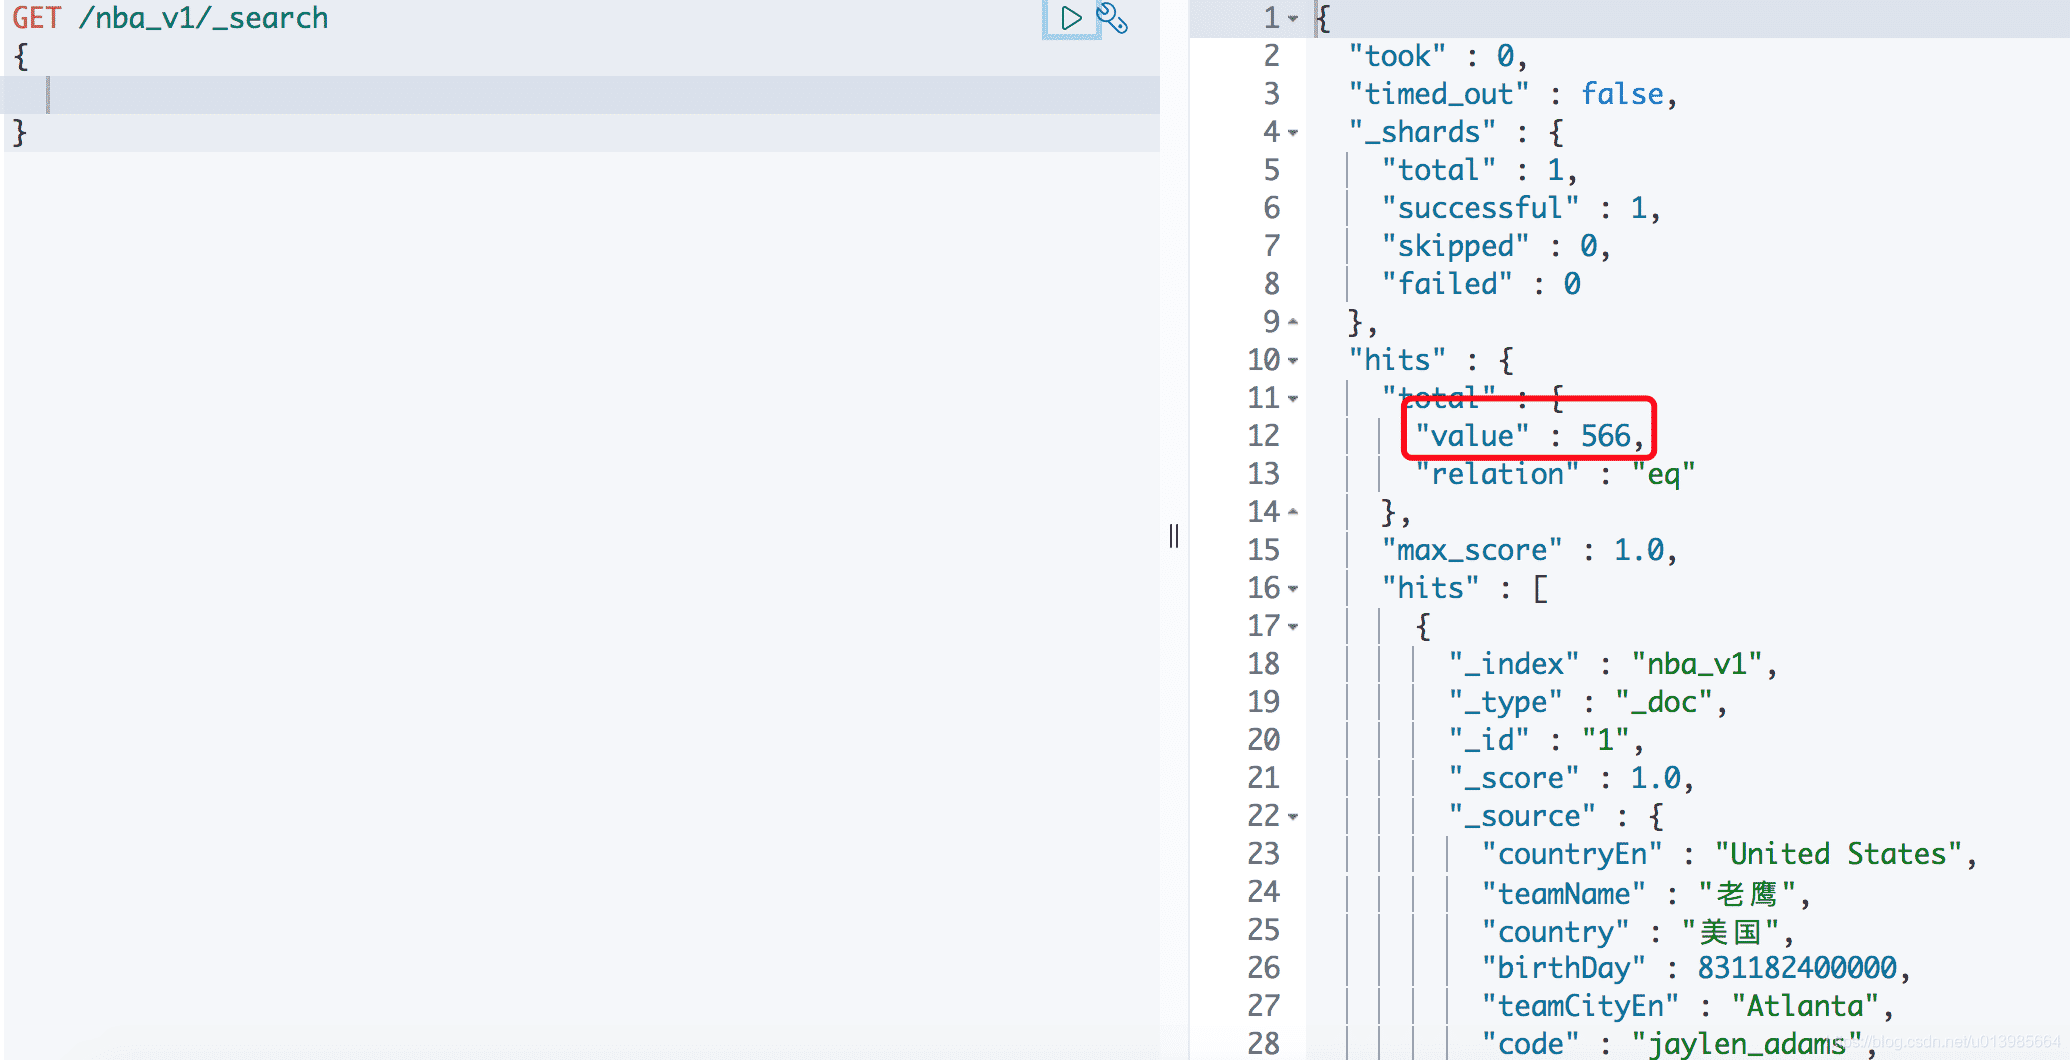 GET /nba_v1/_search
{
}
1 {
2 "took" : 0,
3 "timed_out" : false,
4 "_shards" : {
5 "total" : 1,
6 "successful" : 1,
7 "skipped" : 0,
8 "failed" : 0
9 },
10 "hits" : {
11 "total" : {
12 "value" : 566,
13 "relation" : "eq"
14 },
15 "max_score" : 1.0,
16 "hits" : [
17 {
18 "_index" : "nba_v1",
19 "_type" : "_doc",
20 "_id" : "1",
21 "_score" : 1.0,
22 "_source" : {
23 "countryEn" : "United States",
24 "teamName" : "老鹰",
25 "country" : "美国",
26 "birthDay" : 831182400000,
27 "teamCityEn" : "Atlanta",
28 "code" : "jaylen_adams",
blog.csdn.net/u013985664